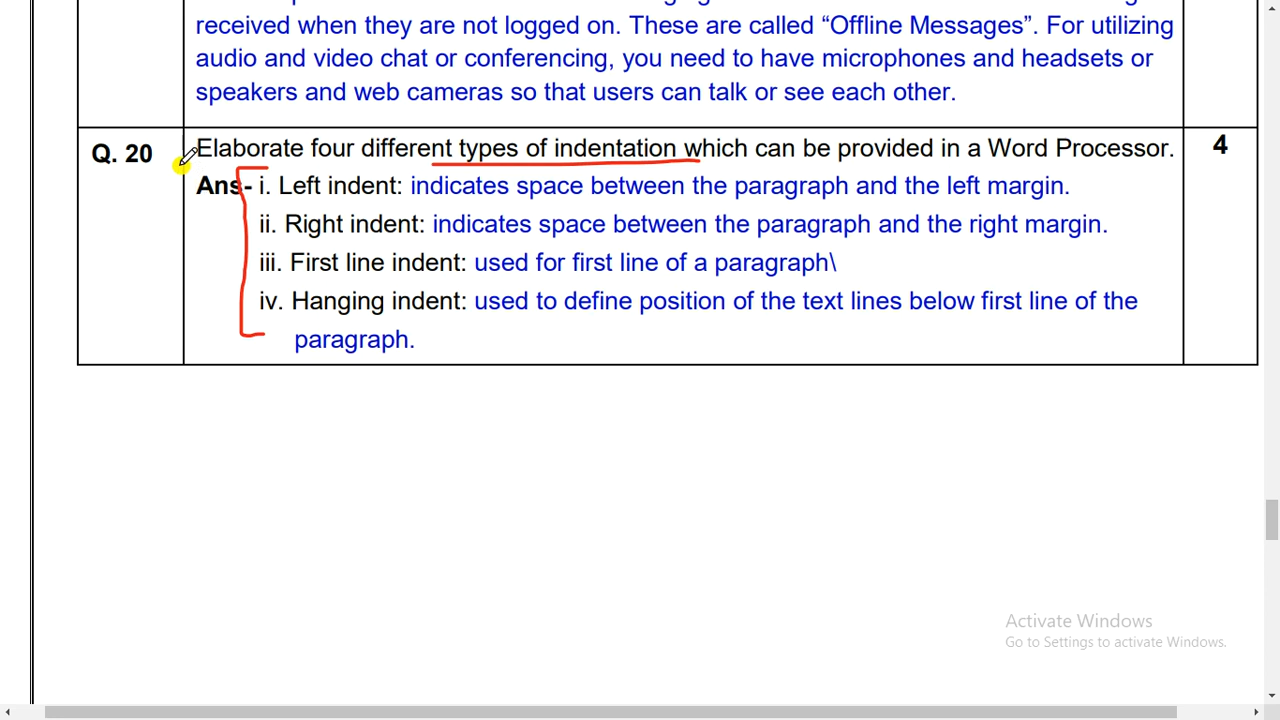 received when they are not logged on. These are called “Offline Messages”. For utilizing
audio and video chat or conferencing, you need to have microphones and headsets or
speakers and web cameras so that users can talk or see each other.
Q. 20 Elaborate four different types of indentation which can be provided in a Word Processor. 4
Ans- i. Left indent: indicates space between the paragraph and the left margin.
ii. Right indent: indicates space between the paragraph and the right margin.
iii. First line indent: used for first line of a paragraph\
iv. Hanging indent: used to define position of the text lines below first line of the
paragraph.
Activate Windows
Go to Settings to activate Windows.